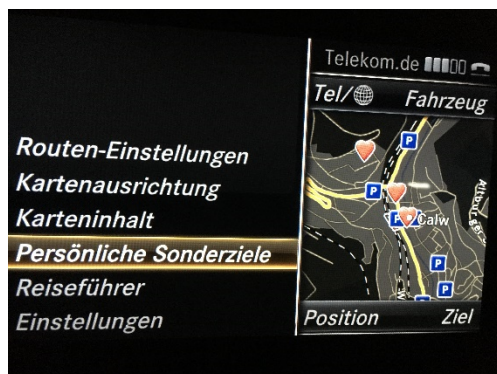 Telekom.de
Tel/ Fahrzeug
Routen-Einstellungen
Kartenausrichtung
Karteninhalt
Persönliche Sonderziele
Reiseführer
Einstellungen
P
P
P
Calw
P
P
P
Position Ziel